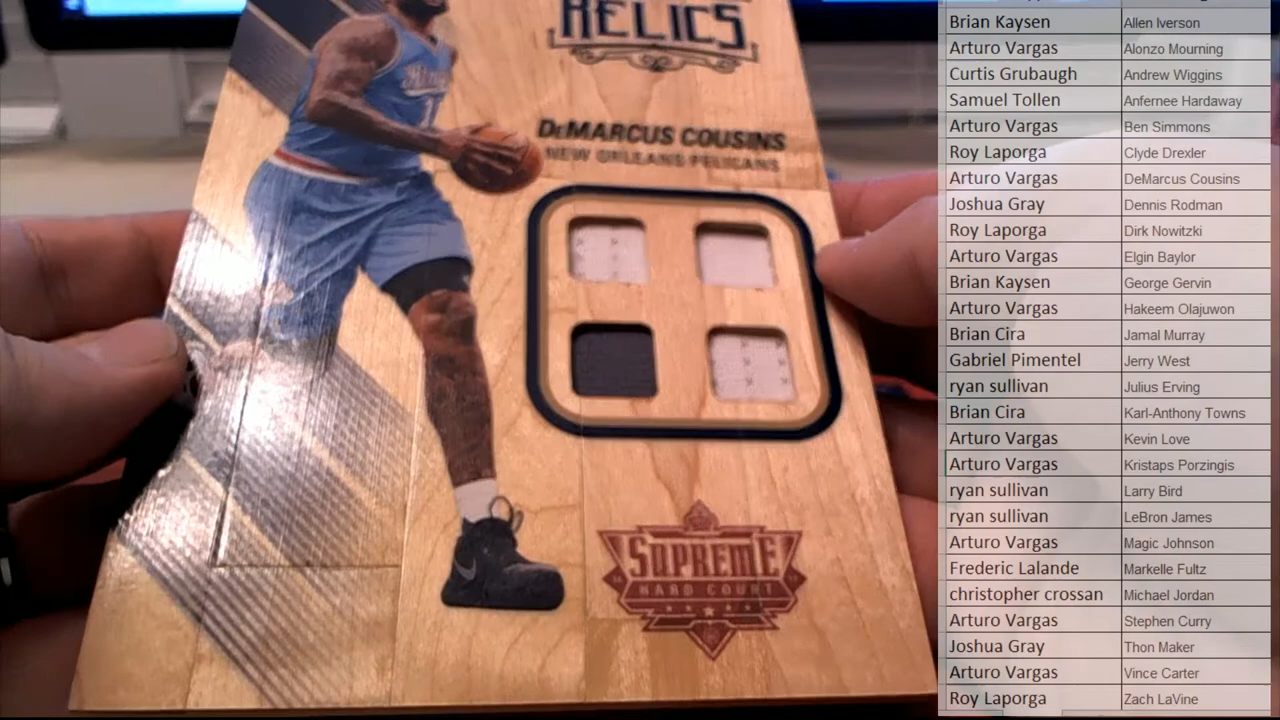 RELICS
DEMARCUS COUSINS
NEW ORLEANS PELICANS
SUPREME
HARD COURT
Brian Kaysen Allen Iverson
Arturo Vargas Alonzo Mourning
Curtis Grubaugh Andrew Wiggins
Samuel Tollen Anfernee Hardaway
Arturo Vargas Ben Simmons
Roy Laporga Clyde Drexler
Arturo Vargas DeMarcus Cousins
Joshua Gray Dennis Rodman
Roy Laporga Dirk Nowitzki
Arturo Vargas Elgin Baylor
Brian Kaysen George Gervin
Arturo Vargas Hakeem Olajuwon
Brian Cira Jamal Murray
Gabriel Pimentel Jerry West
ryan sullivan Julius Erving
Brian Cira Karl-Anthony Towns
Arturo Vargas Kevin Love
Arturo Vargas Kristaps Porzingis
ryan sullivan Larry Bird
ryan sullivan LeBron James
Arturo Vargas Magic Johnson
Frederic Lalande Markelle Fultz
christopher crossan Michael Jordan
Arturo Vargas Stephen Curry
Joshua Gray Thon Maker
Arturo Vargas Vince Carter
Roy Laporga Zach LaVine